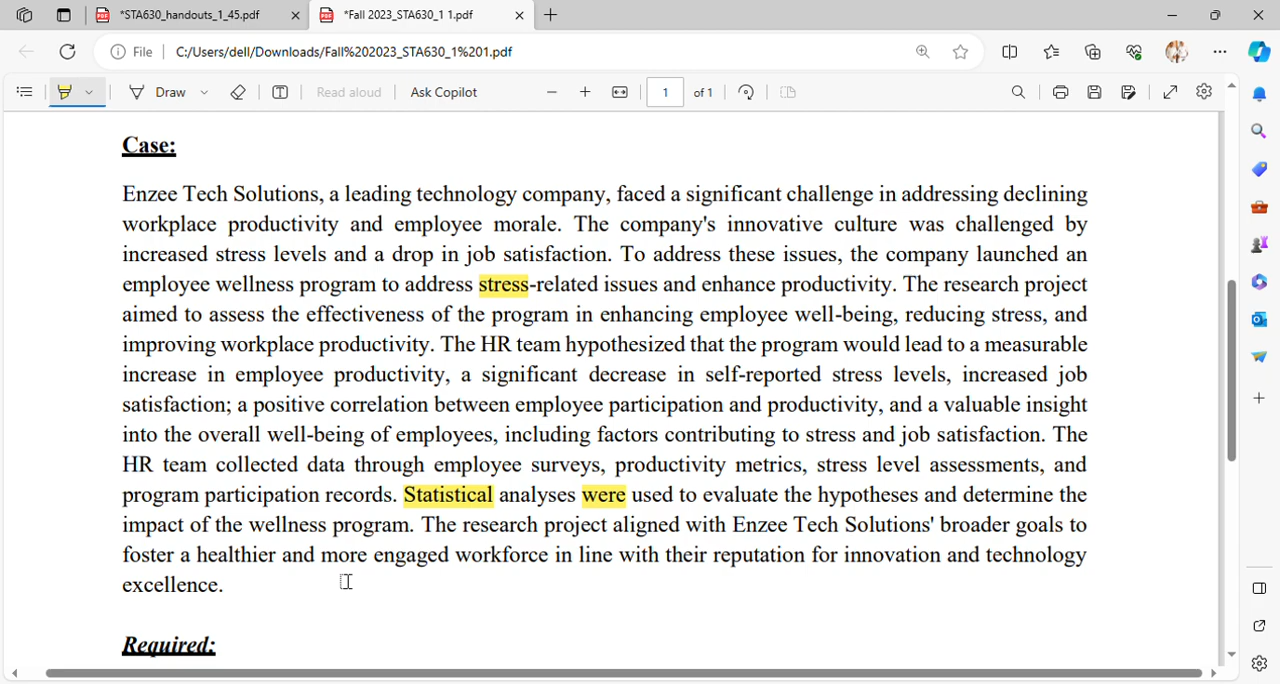 *STA630_handouts_1_45.pdf
*Fall 2023_STA630_1 1.pdf
File
C:/Users/dell/Downloads/Fall%202023_STA630_1%201.pdf
Draw
Read aloud
Ask Copilot
1
of 1
Case:
Enzee Tech Solutions, a leading technology company, faced a significant challenge in addressing declining
workplace productivity and employee morale. The company's innovative culture was challenged by
increased stress levels and a drop in job satisfaction. To address these issues, the company launched an
employee wellness program to address stress-related issues and enhance productivity. The research project
aimed to assess the effectiveness of the program in enhancing employee well-being, reducing stress, and
improving workplace productivity. The HR team hypothesized that the program would lead to a measurable
increase in employee productivity, a significant decrease in self-reported stress levels, increased job
satisfaction; a positive correlation between employee participation and productivity, and a valuable insight
into the overall well-being of employees, including factors contributing to stress and job satisfaction. The
HR team collected data through employee surveys, productivity metrics, stress level assessments, and
program participation records. Statistical analyses were used to evaluate the hypotheses and determine the
impact of the wellness program. The research project aligned with Enzee Tech Solutions' broader goals to
foster a healthier and more engaged workforce in line with their reputation for innovation and technology
excellence.
Required: